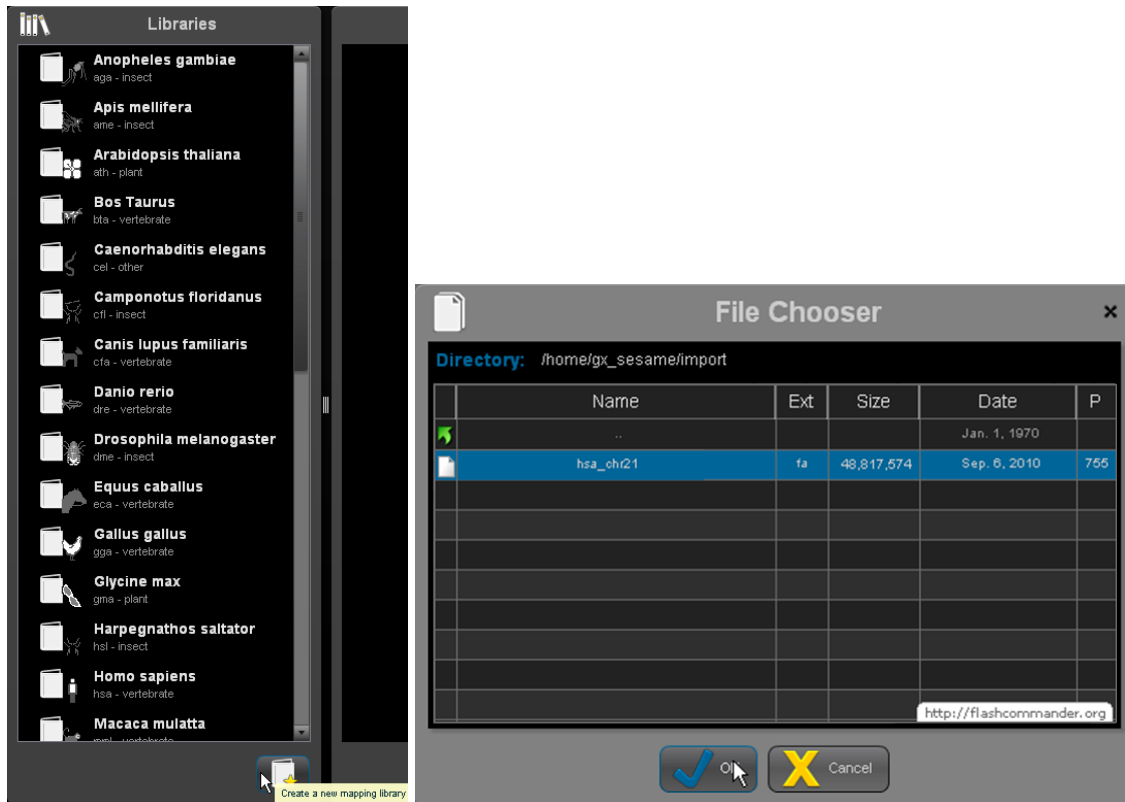 Libraries
Anopheles gambiae
aga - insect
Apis mellifera
ame - insect
Arabidopsis thaliana
ath - plant
Bos Taurus
bta - vertebrate
Caenorhabditis elegans
cel - other
Camponotus floridanus
cfl - insect
Canis lupus familiaris
cfa - vertebrate
Danio rerio
dre - vertebrate
Drosophila melanogaster
dme - insect
Equus caballus
eca - vertebrate
Gallus gallus
gga - vertebrate
Glycine max
gma - plant
Harpegnathos saltator
hsl - insect
Homo sapiens
hsa - vertebrate
Macaca mulatta
Create a new mapping library
File Chooser
Directory: /home/gx_sesame/import
Name Ext Size Date P
.. Jan. 1, 1970
hsa_chr21 fa 48,817,574 Sep. 6, 2010 755
http://flashcommander.org
Cancel